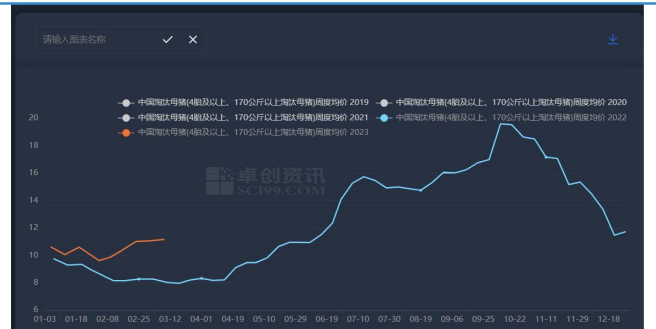 请输入图表名称
中国淘汰母猪(4胎及以上、170公斤以上淘汰母猪)周度均价 2019 中国淘汰母猪(4胎及以上、170公斤以上淘汰母猪)周度均价 2020
中国淘汰母猪(4胎及以上、170公斤以上淘汰母猪)周度均价 2021 中国淘汰母猪(4胎及以上、170公斤以上淘汰母猪)周度均价 2022
中国淘汰母猪(4胎及以上、170公斤以上淘汰母猪)周度均价 2023
20
18
16
14
12
10
8
6
卓创资讯
SCI99.COM
01-03 01-18 02-08 02-25 03-12 04-01 04-19 05-10 05-29 06-19 07-10 07-30 08-19 09-06 09-25 10-22 11-11 11-29 12-18